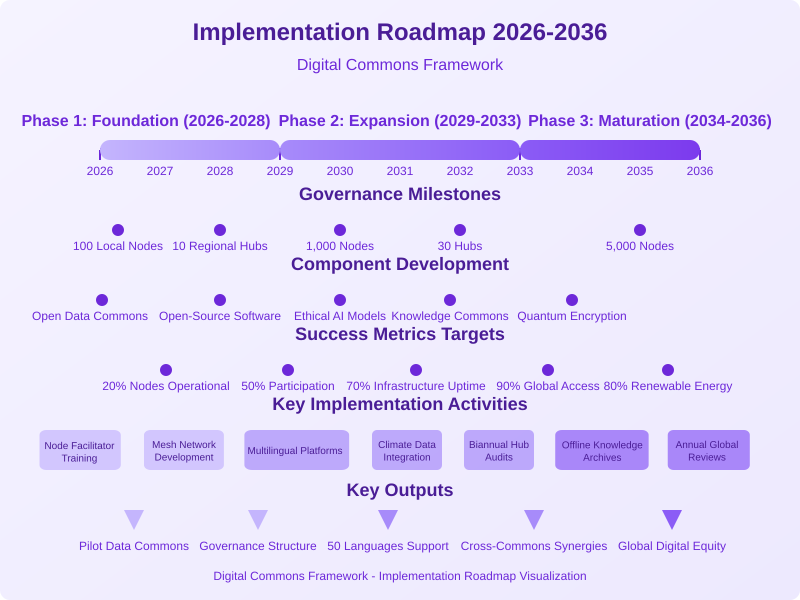 Implementation Roadmap 2026-2036
Digital Commons Framework
Phase 1: Foundation (2026-2028) Phase 2: Expansion (2029-2033) Phase 3: Maturation (2034-2036)
2026 2027 2028 2029 2030 2031 2032 2033 2034 2035 2036
Governance Milestones
100 Local Nodes 10 Regional Hubs 1,000 Nodes 30 Hubs 5,000 Nodes
Component Development
Open Data Commons Open-Source Software Ethical AI Models Knowledge Commons Quantum Encryption
Success Metrics Targets
20% Nodes Operational 50% Participation 70% Infrastructure Uptime 90% Global Access 80% Renewable Energy
Key Implementation Activities
Node Facilitator
Training
Mesh Network
Development
Multilingual Platforms
Climate Data
Integration
Biannual Hub
Audits
Offline Knowledge
Archives
Annual Global
Reviews
Key Outputs
Pilot Data Commons Governance Structure 50 Languages Support Cross-Commons Synergies Global Digital Equity
Digital Commons Framework - Implementation Roadmap Visualization